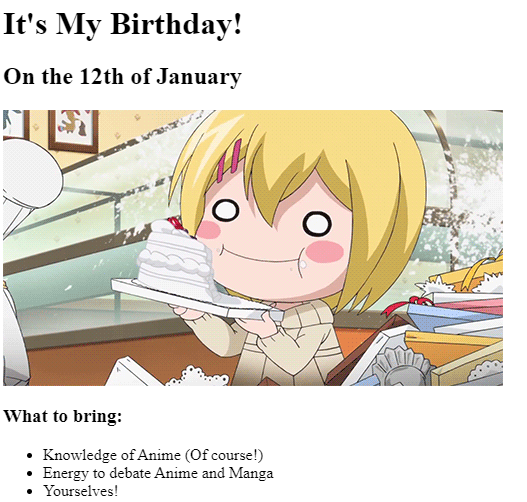 It's My Birthday!
On the 12th of January
What to bring:
Knowledge of Anime (Of course!)
Energy to debate Anime and Manga
Yourselves!